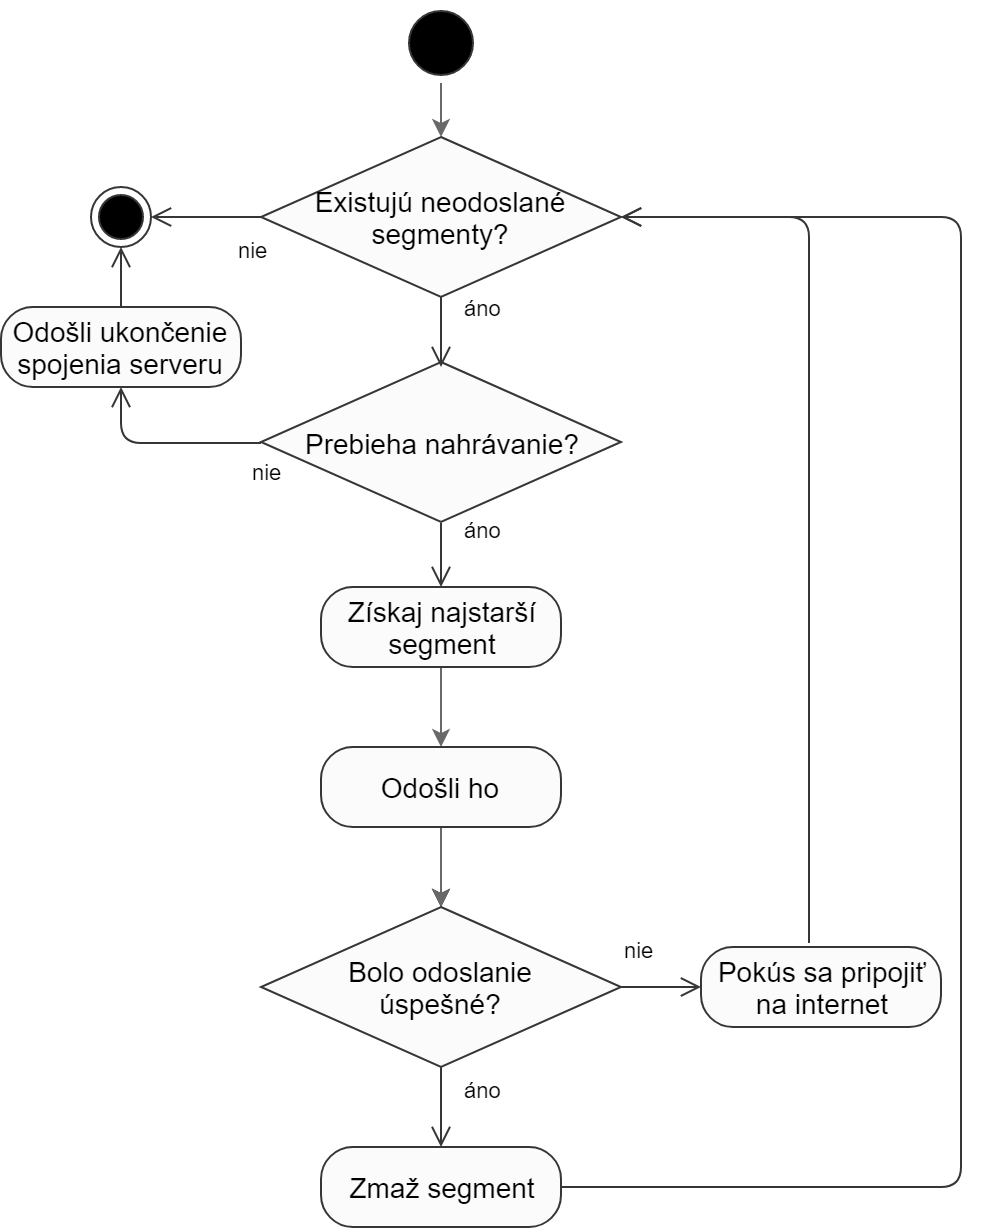 Existujú neodoslané
segmenty?
nie
áno
Odošli ukončenie
spojenia serveru
Prebieha nahrávanie?
nie
áno
Získaj najstarší
segment
Odošli ho
Bolo odoslanie
úspešné?
nie
Pokús sa pripojiť
na internet
áno
Zmaž segment